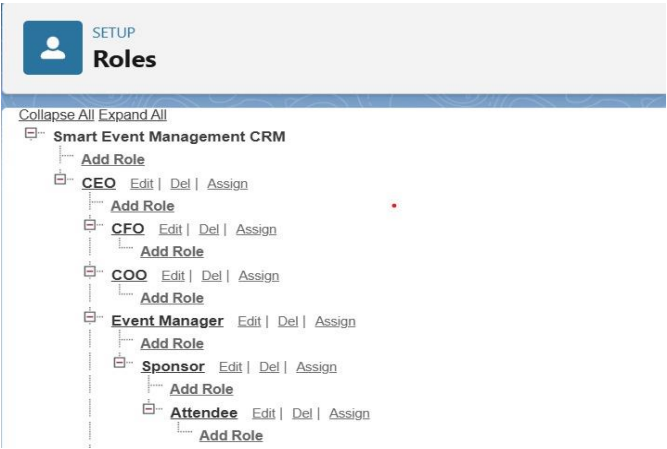 SETUP
Roles
Collapse All Expand All
Smart Event Management CRM
Add Role
CEO Edit | Del | Assign
Add Role
CFO Edit | Del | Assign
Add Role
COO Edit | Del | Assign
Add Role
Event Manager Edit | Del | Assign
Add Role
Sponsor Edit | Del | Assign
Add Role
Attendee Edit | Del | Assign
Add Role